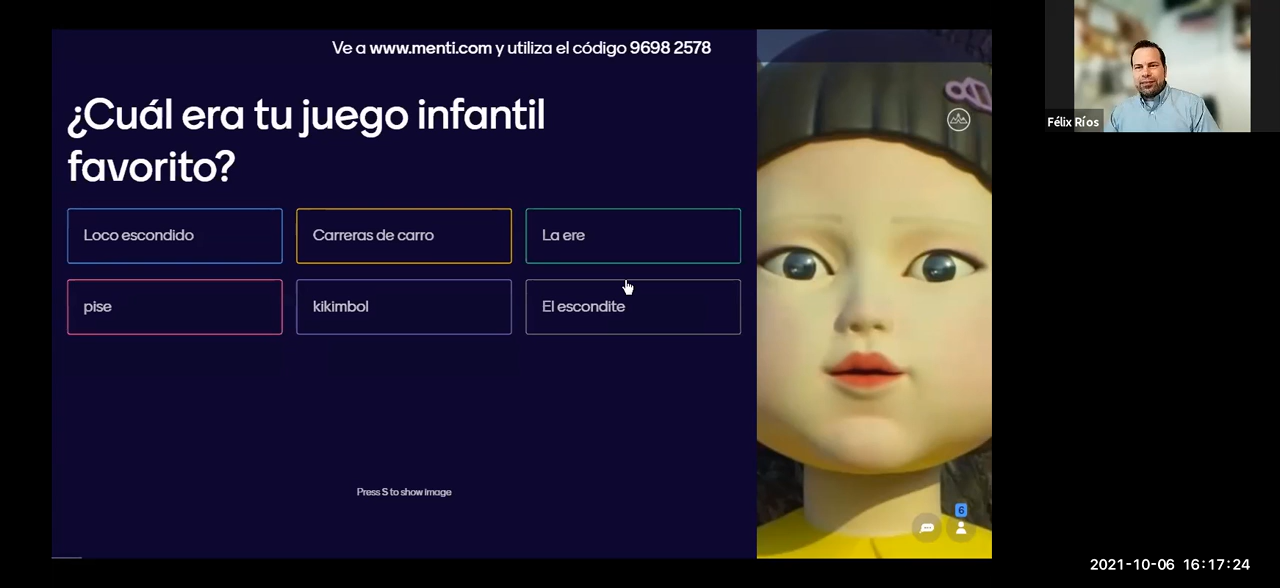 Ve a www.menti.com y utiliza el código 9698 2578
¿Cuál era tu juego infantil
favorito?
Loco escondido
Carreras de carro
La ere
pise
kikimbol
El escondite
Press S to show image
6
Félix Ríos
2021-10-06 16:17:24